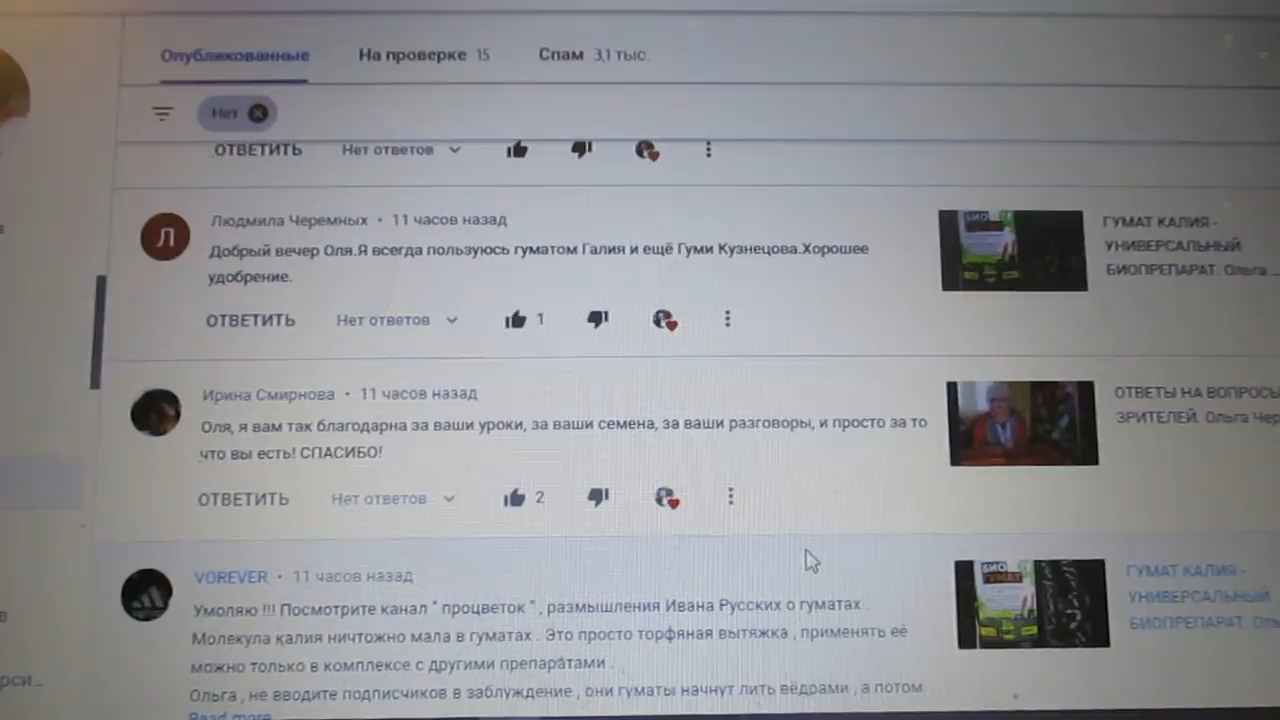 Опубликованные На проверке 15 Спам 3,1 тыс.
Нет
ОТВЕТИТЬ Нет ответов
Людмила Черемных • 11 часов назад
Добрый вечер Оля.Я всегда пользуюсь гуматом Галия и ещё Гуми Кузнецова.Хорошее
удобрение.
ОТВЕТИТЬ Нет ответов 1
ГУМАТ КАЛИЯ -
УНИВЕРСАЛЬНЫЙ
БИОПРЕПАРАТ. Ольга ...
Ирина Смирнова • 11 часов назад
Оля, я вам так благодарна за ваши уроки, за ваши семена, за ваши разговоры, и просто за то
что вы есть! СПАСИБО!
ОТВЕТИТЬ Нет ответов 2
ОТВЕТЫ НА ВОПРОСЫ
ЗРИТЕЛЕЙ. Ольга Чер
VOREVER • 11 часов назад
Умоляю !!! Посмотрите канал " процветок " , размышления Ивана Русских о гуматах .
Молекула калия ничтожно мала в гуматах . Это просто торфяная вытяжка , применять её
можно только в комплексе с другими препаратами .
Ольга , не вводите подписчиков в заблуждение , они гуматы начнут лить вёдрами , а потом
Read more
БИО
ГУМАТ
ГУМАТ КАЛИЯ -
УНИВЕРСАЛЬНЫЙ
БИОПРЕПАРАТ. Оль
рси...